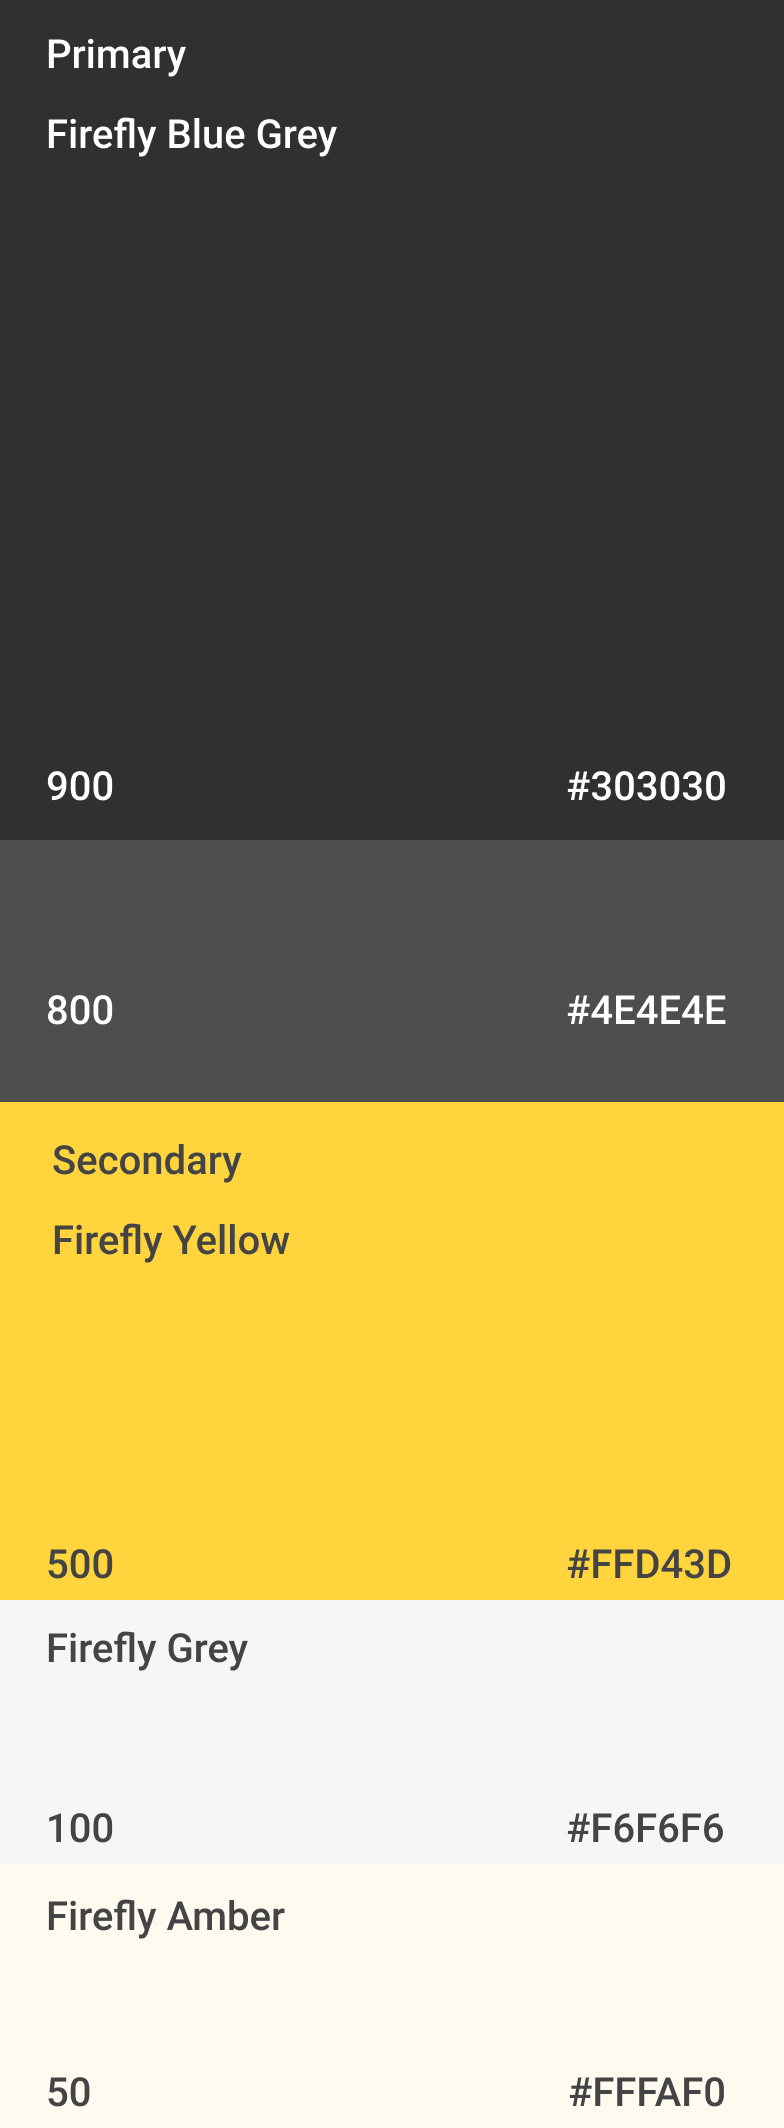 Primary
Firefly Blue Grey
900 #303030
800 #4E4E4E
Secondary
Firefly Yellow
500 #FFD43D
Firefly Grey
100 #F6F6F6
Firefly Amber
50 #FFFAF0